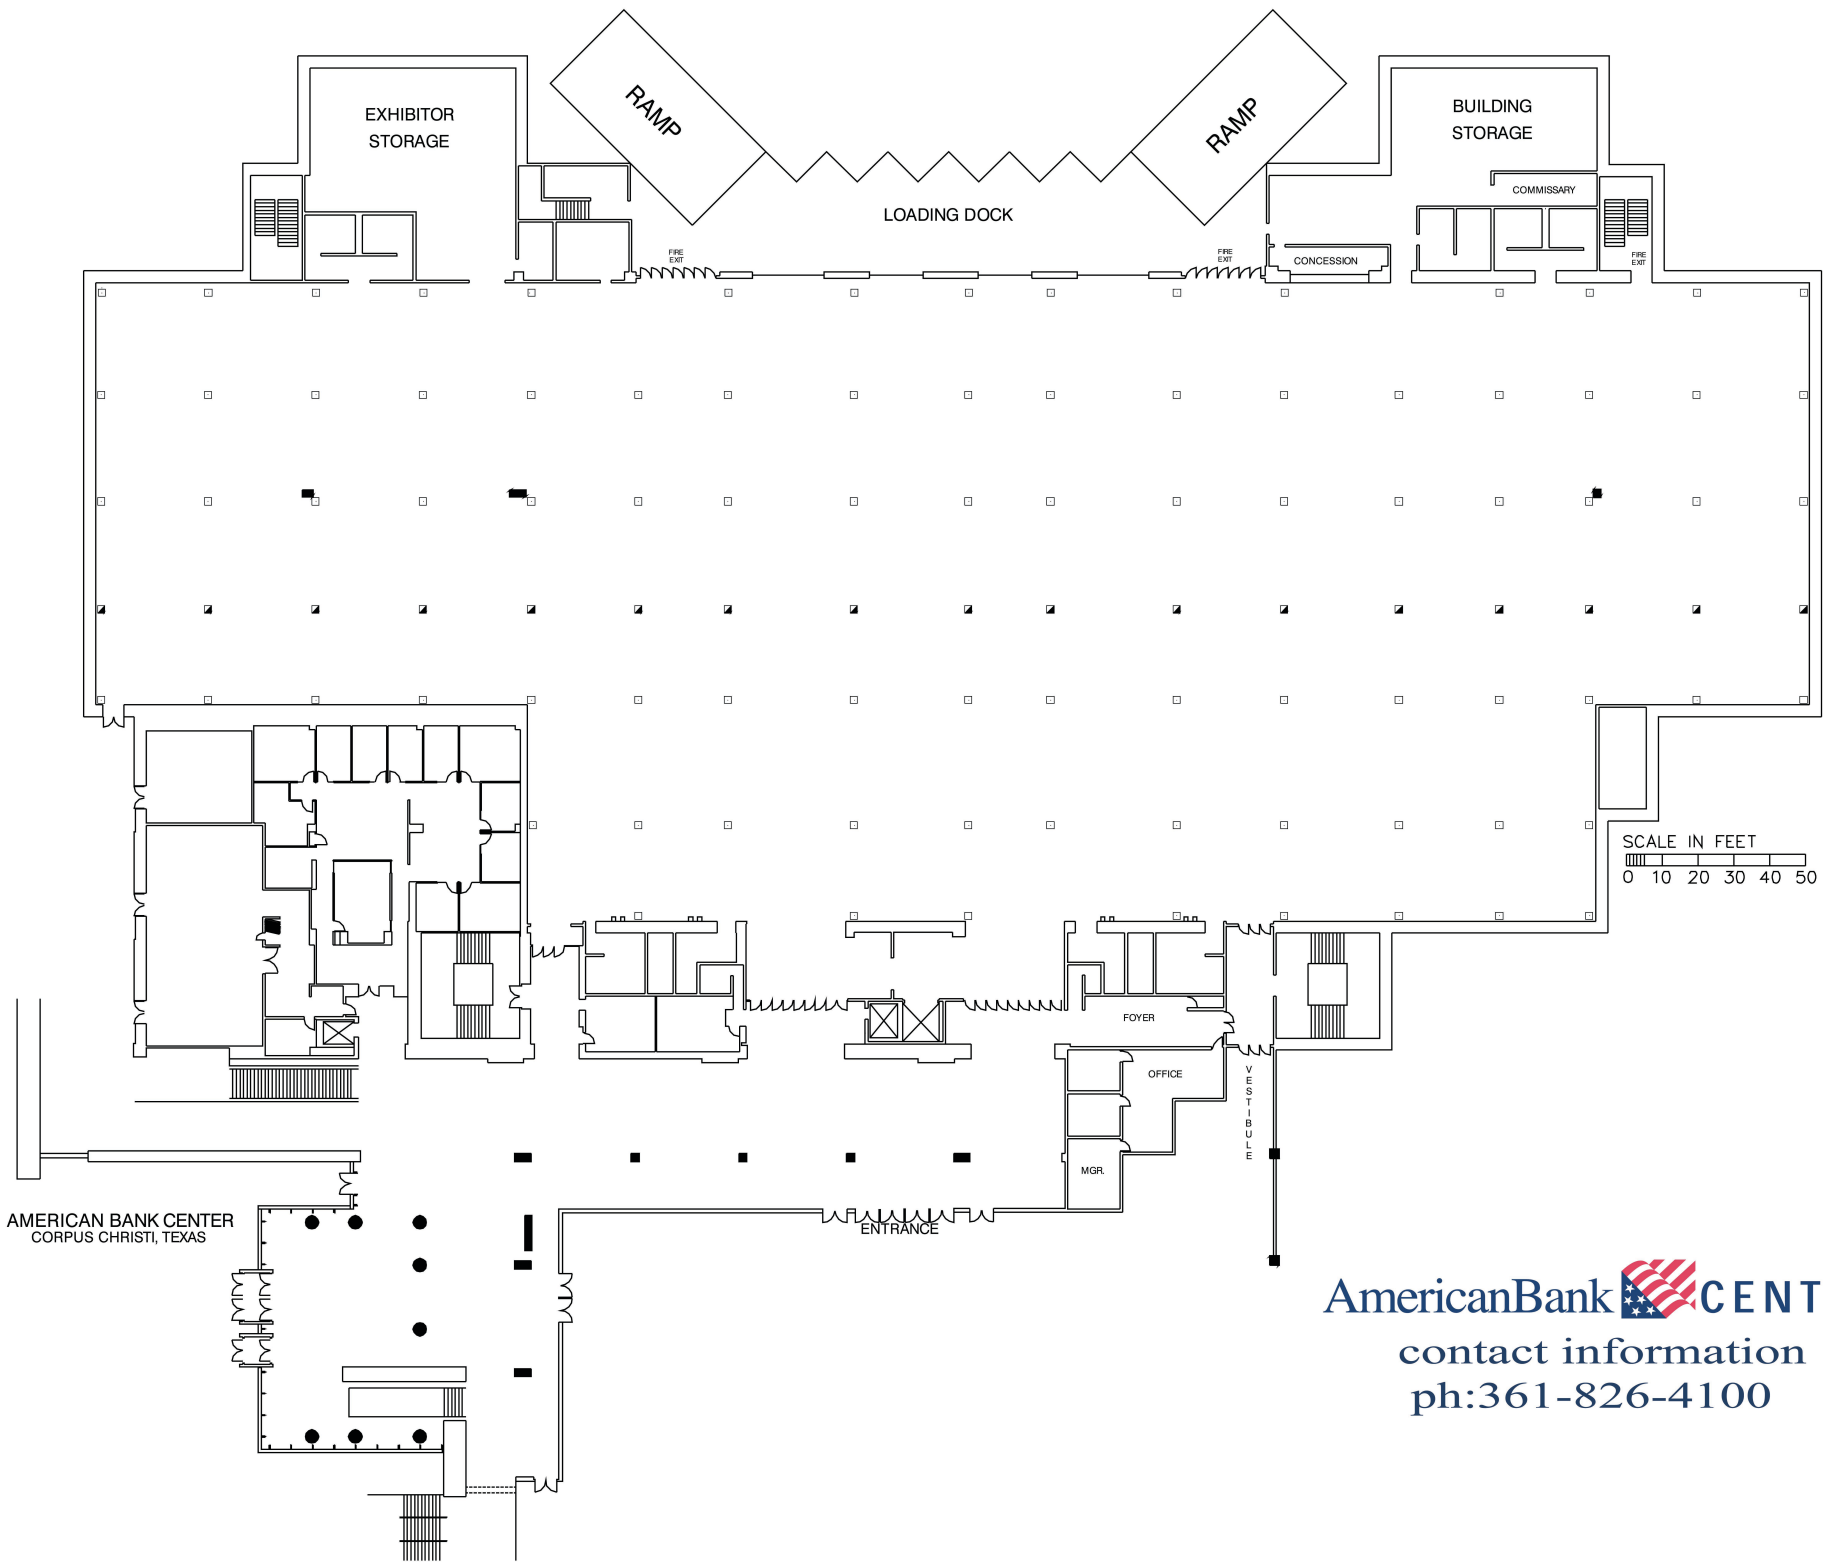 RAMP
RAMP
EXHIBITOR
STORAGE
BUILDING
STORAGE
COMMISSARY
LOADING DOCK
FIRE
EXIT
FIRE
EXIT
CONCESSION
FIRE
EXIT
SCALE IN FEET
0 10 20 30 40 50
FOYER
OFFICE
VESTIBULE
MGR.
AMERICAN BANK CENTER
CORPUS CHRISTI, TEXAS
ENTRANCE
AmericanBank CENT
contact information
ph:361-826-4100